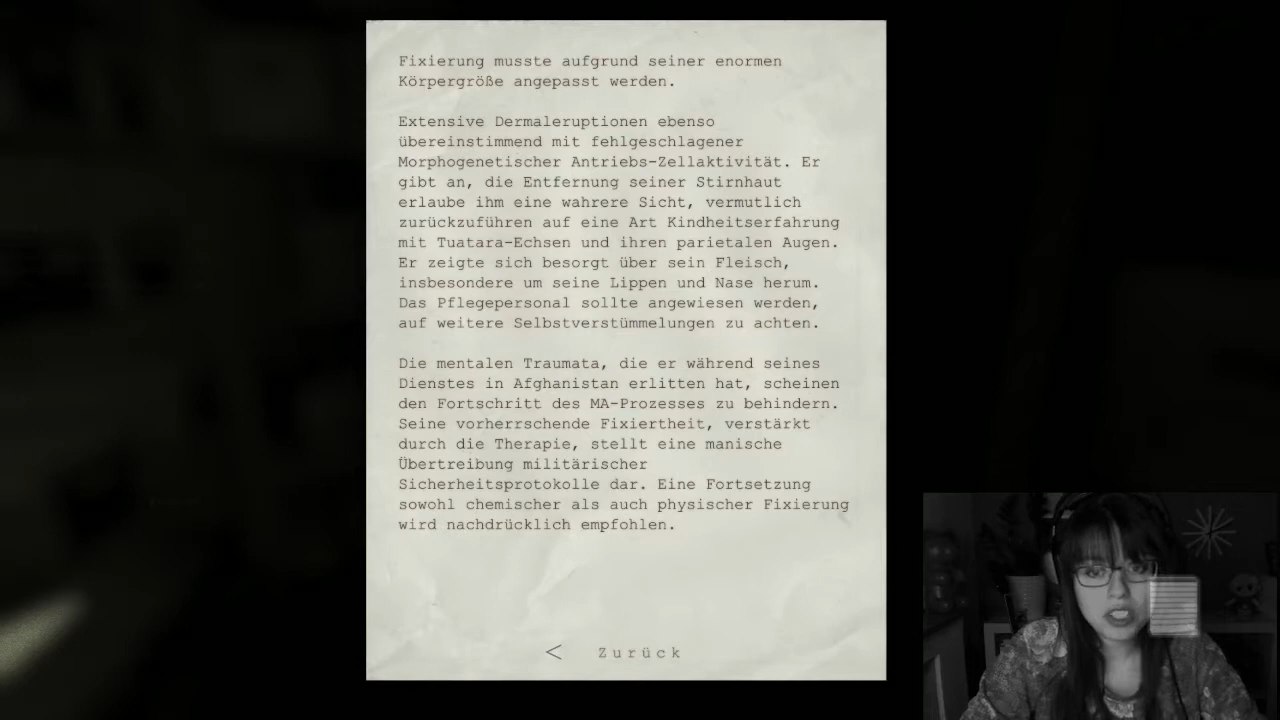 Fixierung musste aufgrund seiner enormen
Körpergröße angepasst werden.
Extensive Dermaleruptionen ebenso
übereinstimmend mit fehlgeschlagener
Morphogenetischer Antriebs-Zellaktivität. Er
gibt an, die Entfernung seiner Stirnhaut
erlaube ihm eine wahrere Sicht, vermutlich
zurückzuführen auf eine Art Kindheitserfahrung
mit Tuatara-Echsen und ihren parietalen Augen.
Er zeigte sich besorgt über sein Fleisch,
insbesondere um seine Lippen und Nase herum.
Das Pflegepersonal sollte angewiesen werden,
auf weitere Selbstverstümmelungen zu achten.
Die mentalen Traumata, die er während seines
Dienstes in Afghanistan erlitten hat, scheinen
den Fortschritt des MA-Prozesses zu behindern.
Seine vorherrschende Fixiertheit, verstärkt
durch die Therapie, stellt eine manische
Übertreibung militärischer
Sicherheitsprotokolle dar. Eine Fortsetzung
sowohl chemischer als auch physischer Fixierung
wird nachdrücklich empfohlen.
< Zurück